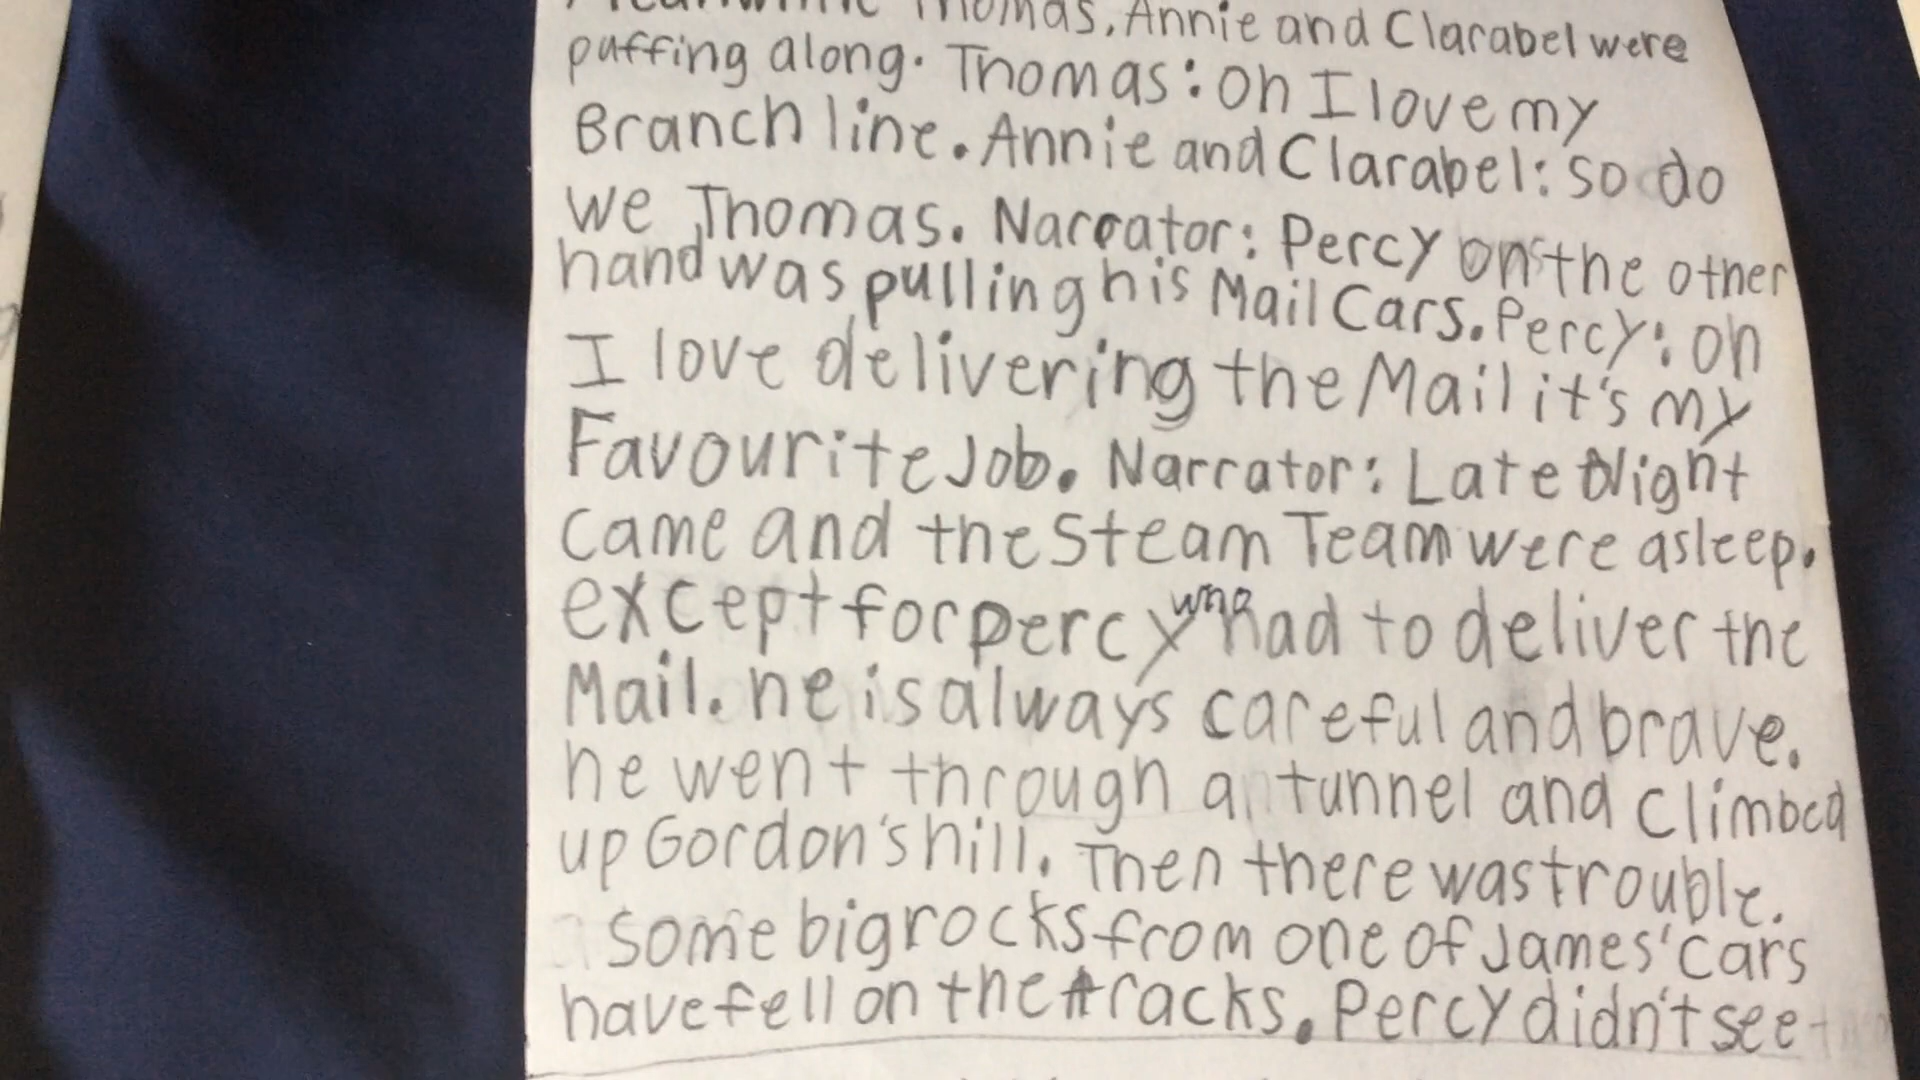 Meanwhile Thomas, Annie and Clarabel were
puffing along. Thomas: oh I love my
Branch line. Annie and Clarabel: so do
we Thomas. Narrator: Percy on the other
hand was pulling his Mail Cars. Percy: oh
I love delivering the Mail it's my
Favourite Job. Narrator: Late Night
came and the Steam Team were asleep.
except for percy who had to deliver the
Mail. he is always careful and brave.
he went through a tunnel and climbed
up Gordon's hill. Then there was trouble.
Some big rocks from one of James' cars
have fell on the tracks. Percy didn't see